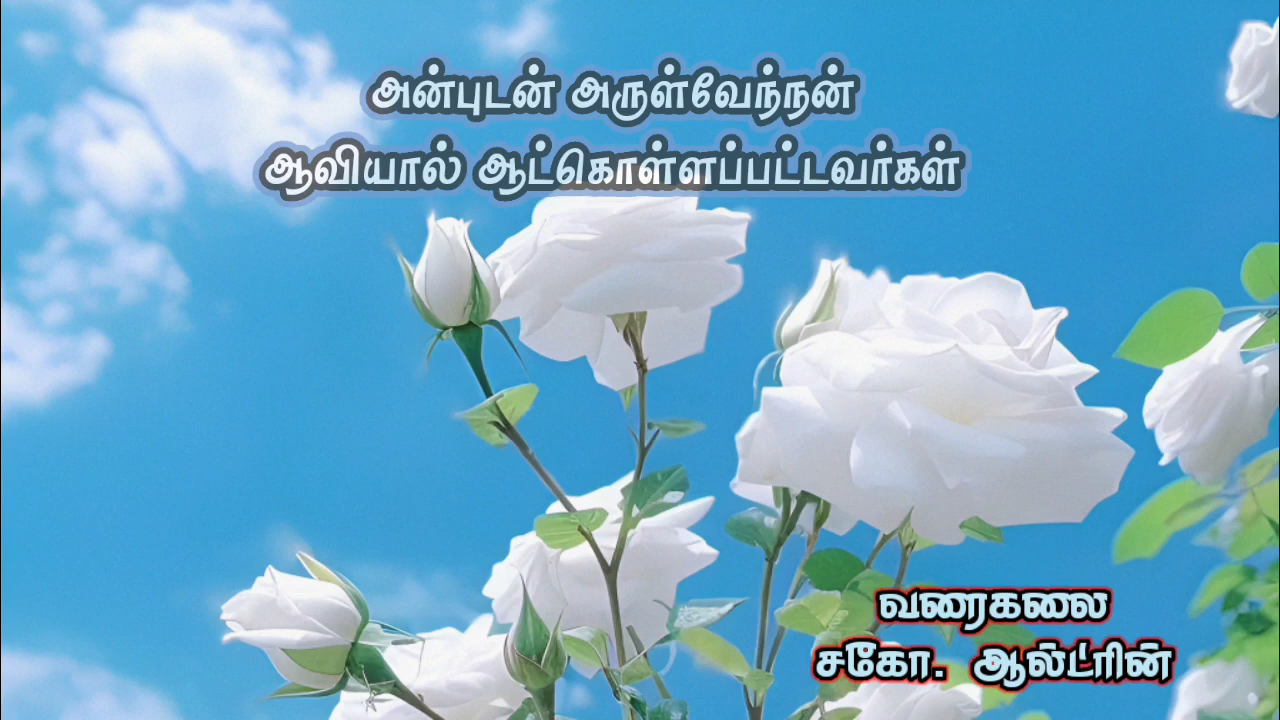 அன்புடன் அருள்வேந்நன்
ஆவியால் ஆட்கொள்ளப்பட்டவர்கள்
வரைகலை
சகோ. ஆல்ட்ரின்